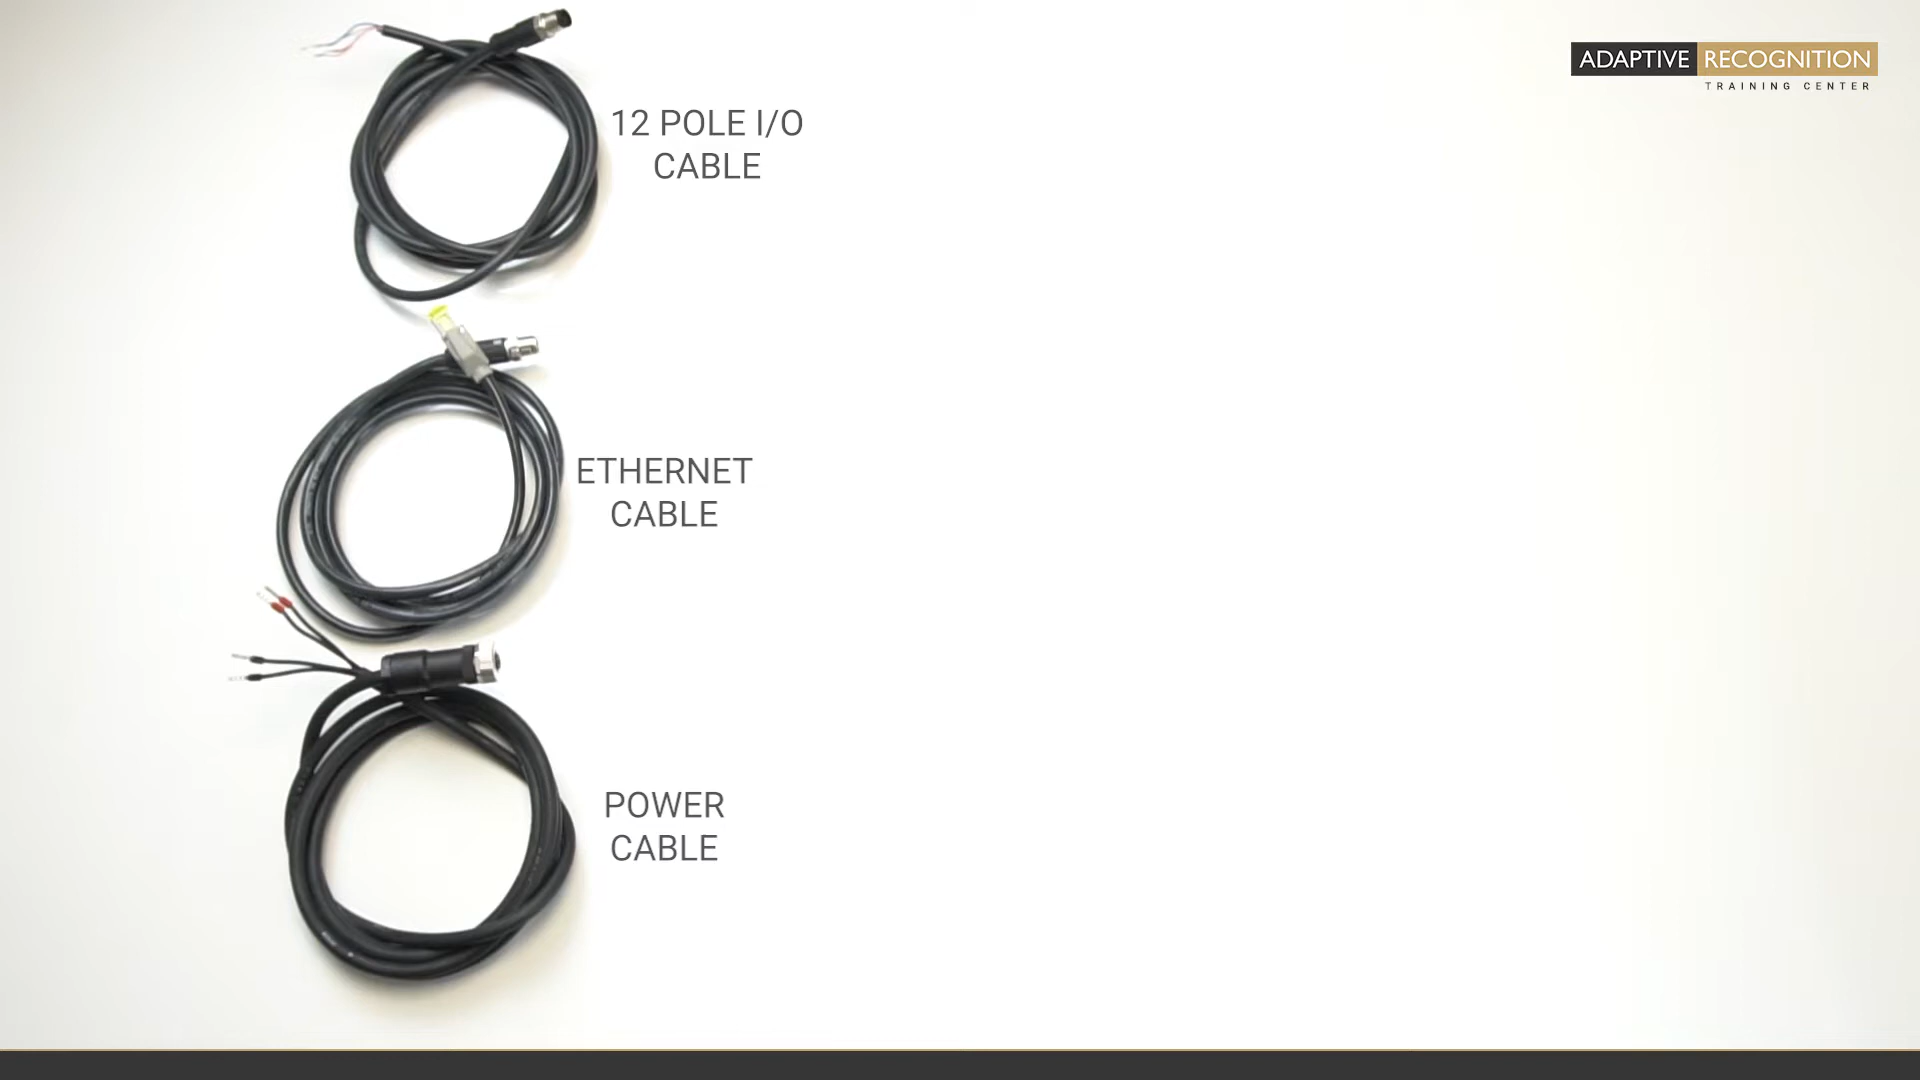 ADAPTIVE RECOGNITION
TRAINING CENTER
12 POLE I/O
CABLE
ETHERNET
CABLE
POWER
CABLE